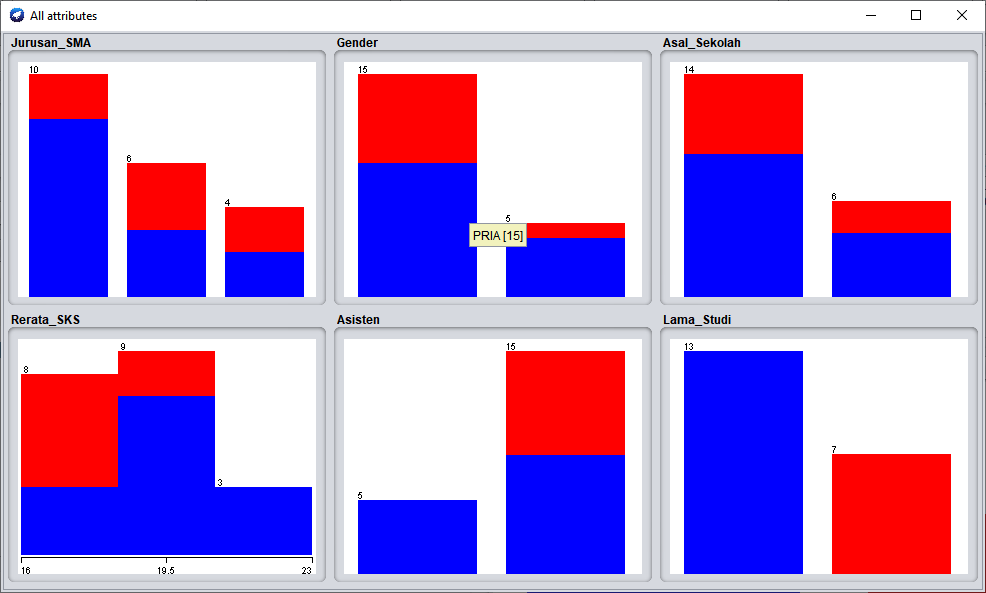 All attributes
Jurusan_SMA
Gender
Asal_Sekolah
10
6
4
15
5
PRIA [15]
14
6
Rerata_SKS
Asisten
Lama_Studi
8
9
3
16
19.5
23
5
15
13
7